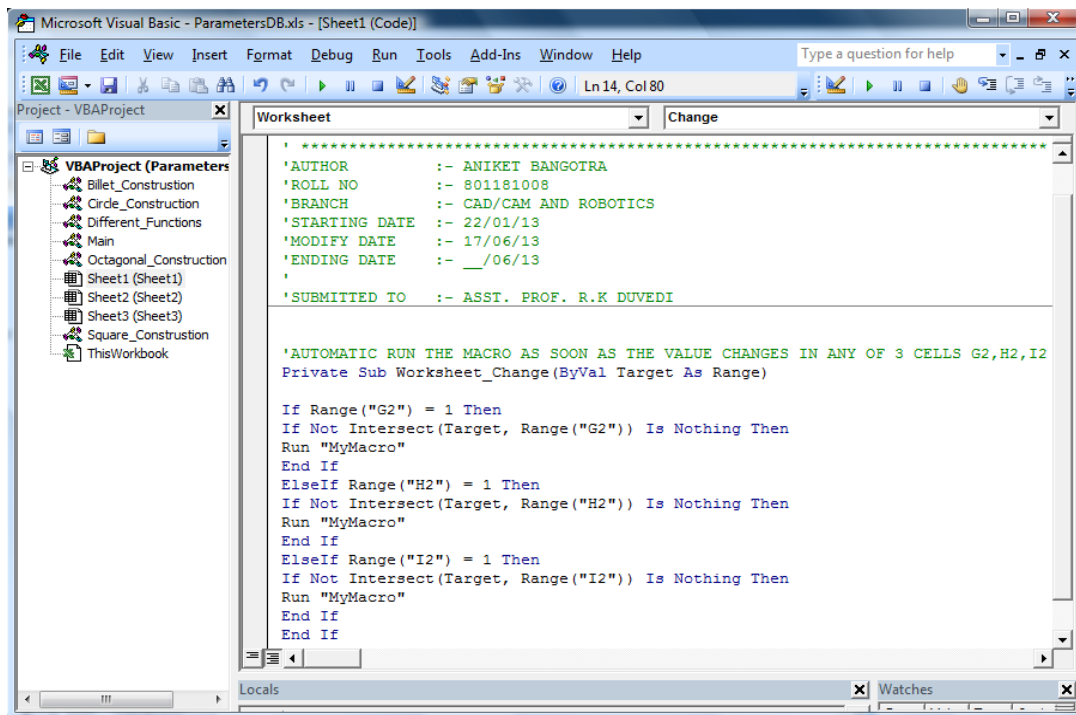 Microsoft Visual Basic - ParametersDB.xls - [Sheet1 (Code)]
File Edit View Insert Format Debug Run Tools Add-Ins Window Help
Type a question for help
Ln 14, Col 80
Project - VBAProject
VBAProject (Parameters
Billet_Construstion
Circle_Construction
Different_Functions
Main
Octagonal_Construction
Sheet1 (Sheet1)
Sheet2 (Sheet2)
Sheet3 (Sheet3)
Square_Construstion
ThisWorkbook
Worksheet
Change
' ******************************************************************************
'AUTHOR :- ANIKET BANGOTRA
'ROLL NO :- 801181008
'BRANCH :- CAD/CAM AND ROBOTICS
'STARTING DATE :- 22/01/13
'MODIFY DATE :- 17/06/13
'ENDING DATE :- __/06/13
'
'SUBMITTED TO :- ASST. PROF. R.K DUVEDI
'AUTOMATIC RUN THE MACRO AS SOON AS THE VALUE CHANGES IN ANY OF 3 CELLS G2,H2,I2
Private Sub Worksheet_Change(ByVal Target As Range)
If Range("G2") = 1 Then
If Not Intersect(Target, Range("G2")) Is Nothing Then
Run "MyMacro"
End If
ElseIf Range("H2") = 1 Then
If Not Intersect(Target, Range("H2")) Is Nothing Then
Run "MyMacro"
End If
ElseIf Range("I2") = 1 Then
If Not Intersect(Target, Range("I2")) Is Nothing Then
Run "MyMacro"
End If
End If
Locals
Watches